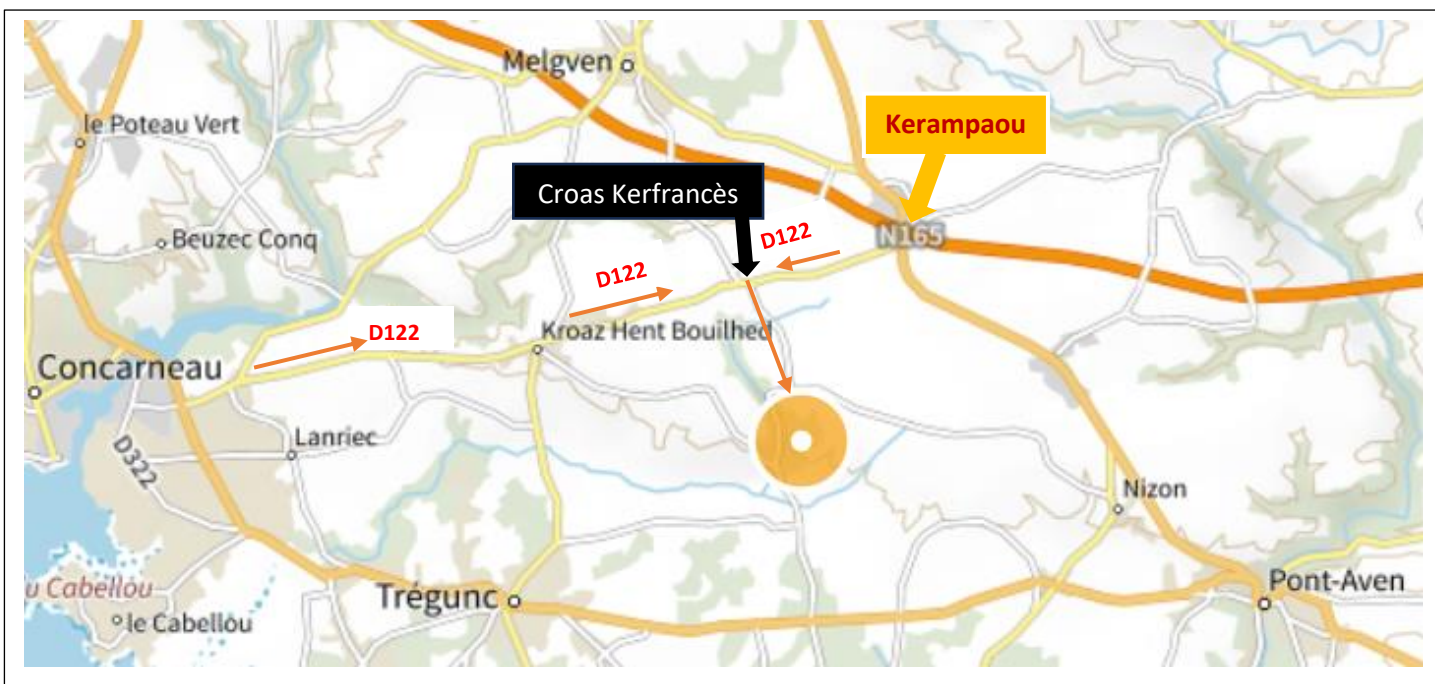 Melgven
le Poteau Vert
Kerampaou
Croas Kerfrancès
Beuzec Conq
D122
N165
D122
D122
Kroaz Hent Bouilhed
Concarneau
Lanriec
D322
Nizon
u Cabellou
Trégunc
Pont-Aven
le Cabellou